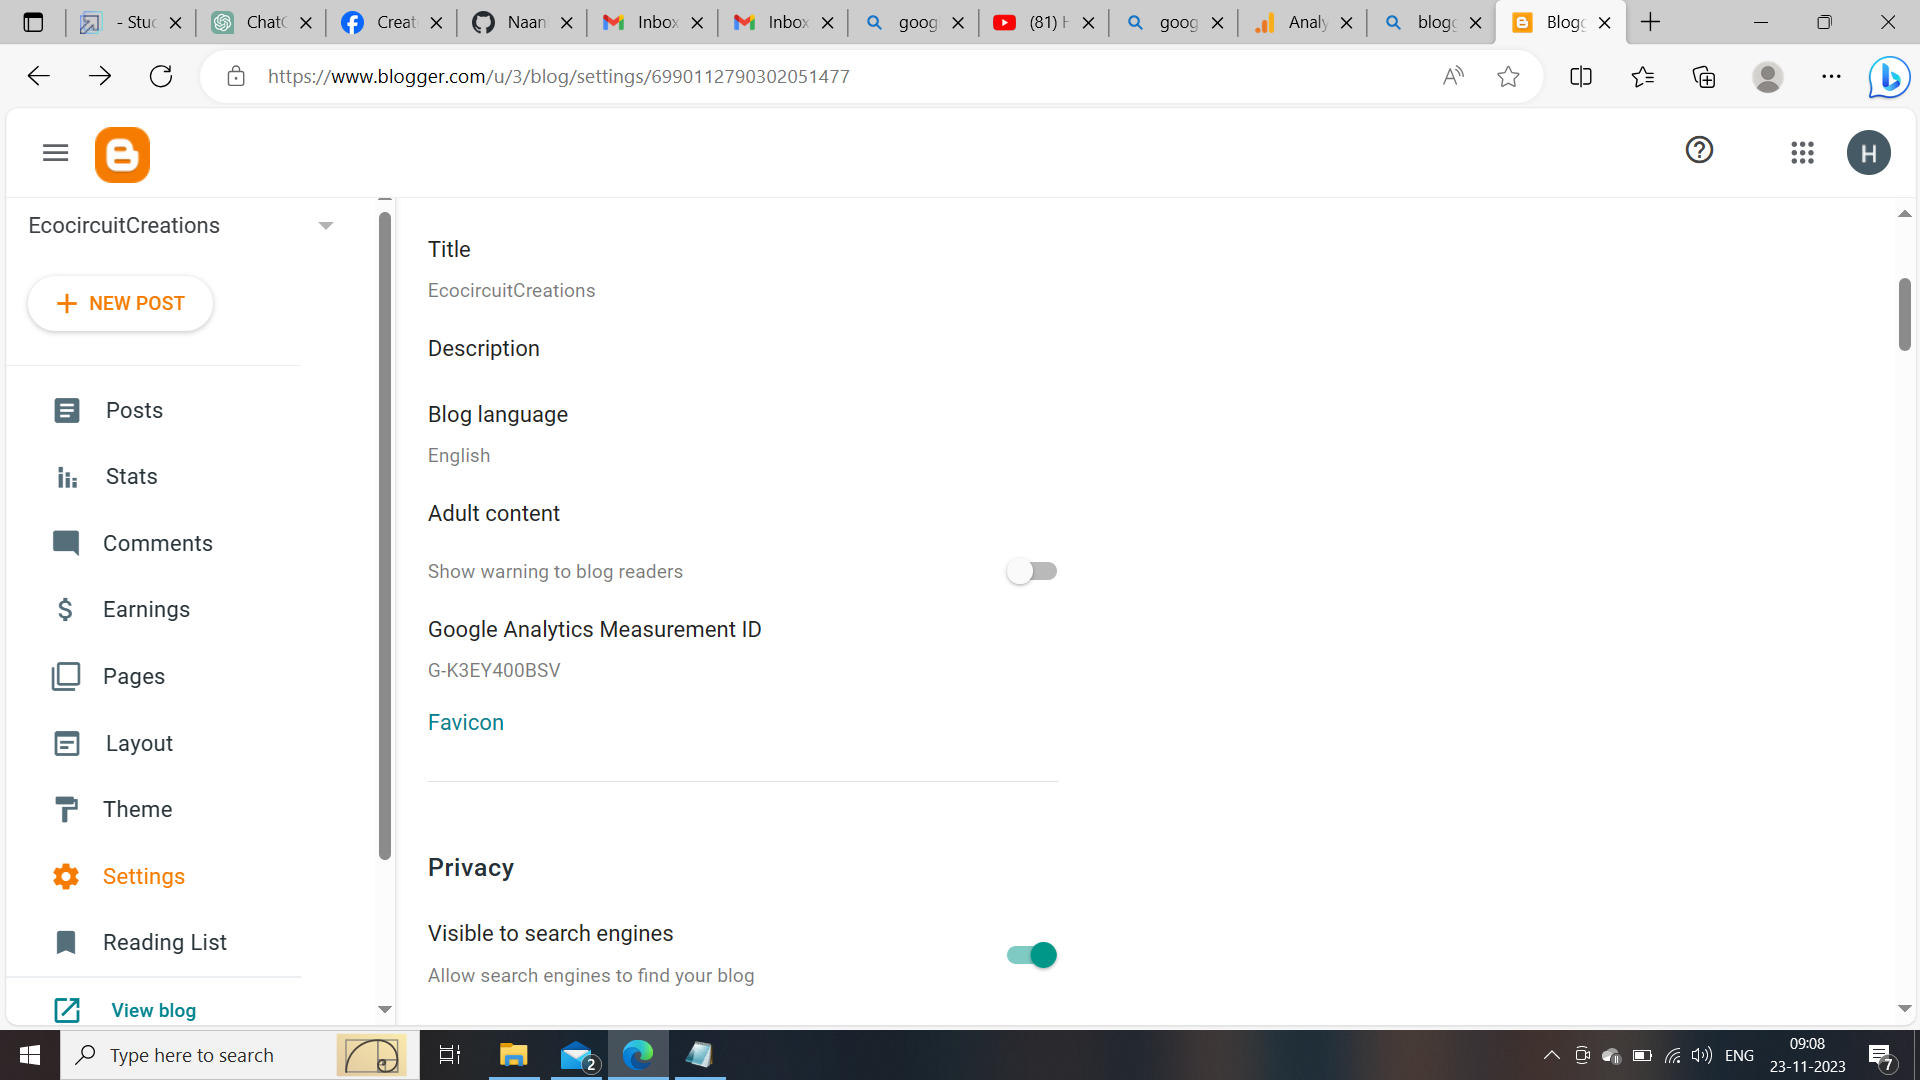 - Stuc
ChatG
Create
Naan
Inbox
Inbox
goog
(81) H
goog
Analy
blogg
Blogg
https://www.blogger.com/u/3/blog/settings/6990112790302051477
H
EcocircuitCreations
NEW POST
Posts
Stats
Comments
Earnings
Pages
Layout
Theme
Settings
Reading List
View blog
Title
EcocircuitCreations
Description
Blog language
English
Adult content
Show warning to blog readers
Google Analytics Measurement ID
G-K3EY400BSV
Favicon
Privacy
Visible to search engines
Allow search engines to find your blog
Type here to search
2
ENG
09:08
23-11-2023
7